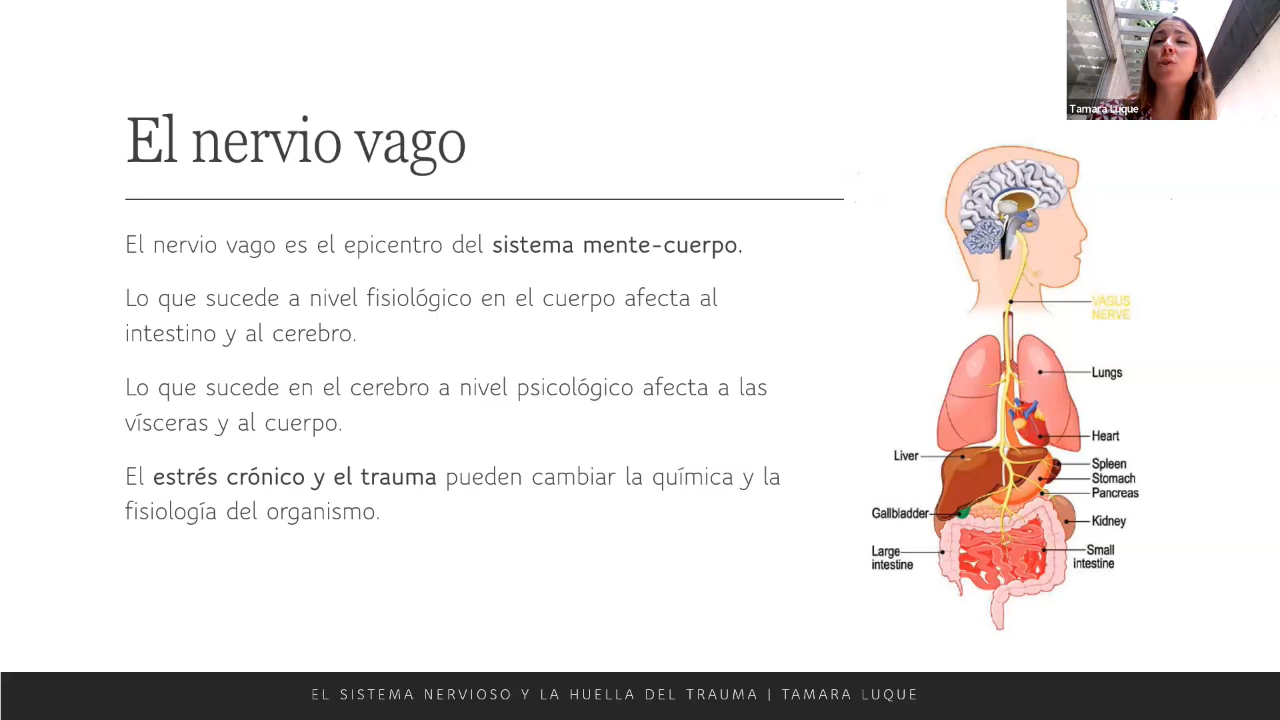 Tamara Luque
El nervio vago
El nervio vago es el epicentro del sistema mente-cuerpo.
Lo que sucede a nivel fisiológico en el cuerpo afecta al
intestino y al cerebro.
Lo que sucede en el cerebro a nivel psicológico afecta a las
vísceras y al cuerpo.
El estrés crónico y el trauma pueden cambiar la química y la
fisiología del organismo.
VAGUS
NERVE
Lungs
Heart
Liver
Spleen
Stomach
Pancreas
Gallbladder
Kidney
Large
intestine
Small
intestine
EL SISTEMA NERVIOSO Y LA HUELLA DEL TRAUMA | TAMARA LUQUE